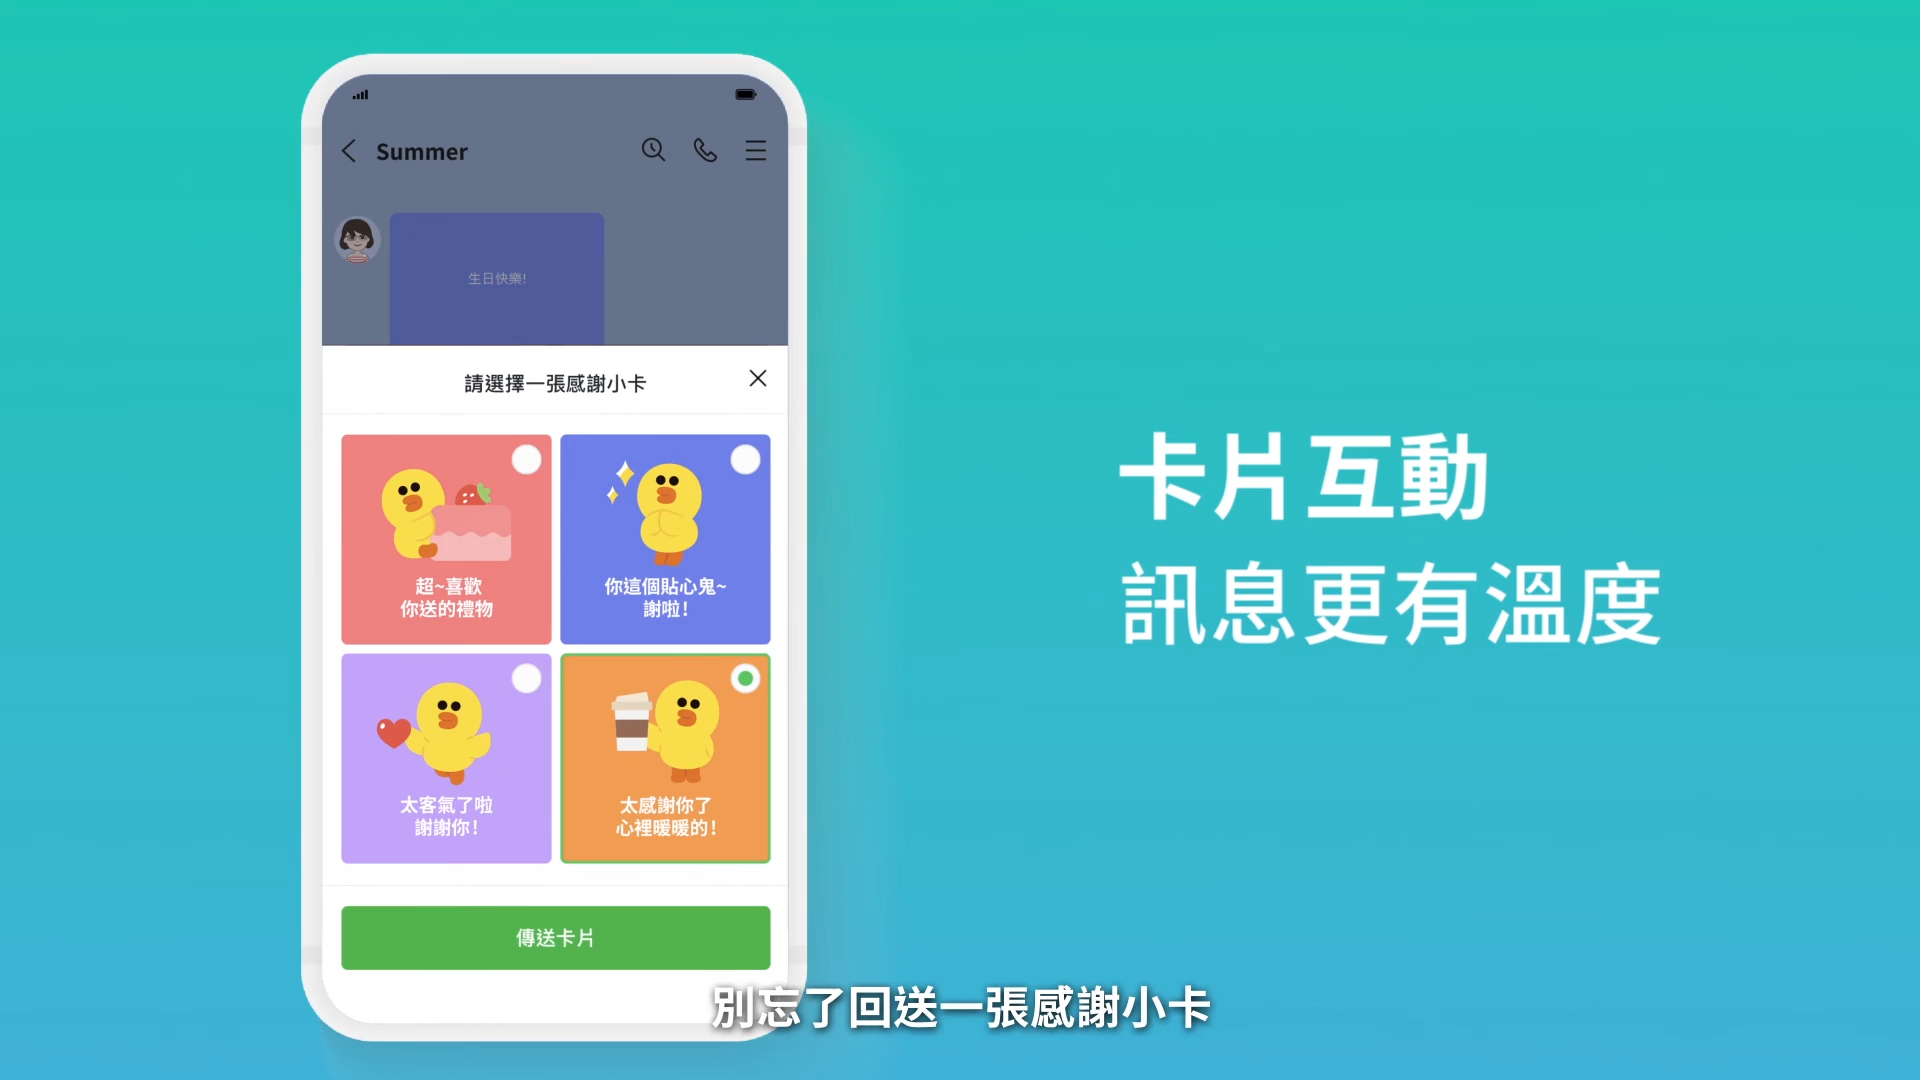 Summer
生日快樂!
請選擇一張感謝小卡
超~喜歡
你送的禮物
你這個貼心鬼~
謝啦!
太客氣了啦
謝謝你!
太感謝你了
心裡暖暖的!
傳送卡片
卡片互動
訊息更有溫度
別忘了回送一張感謝小卡